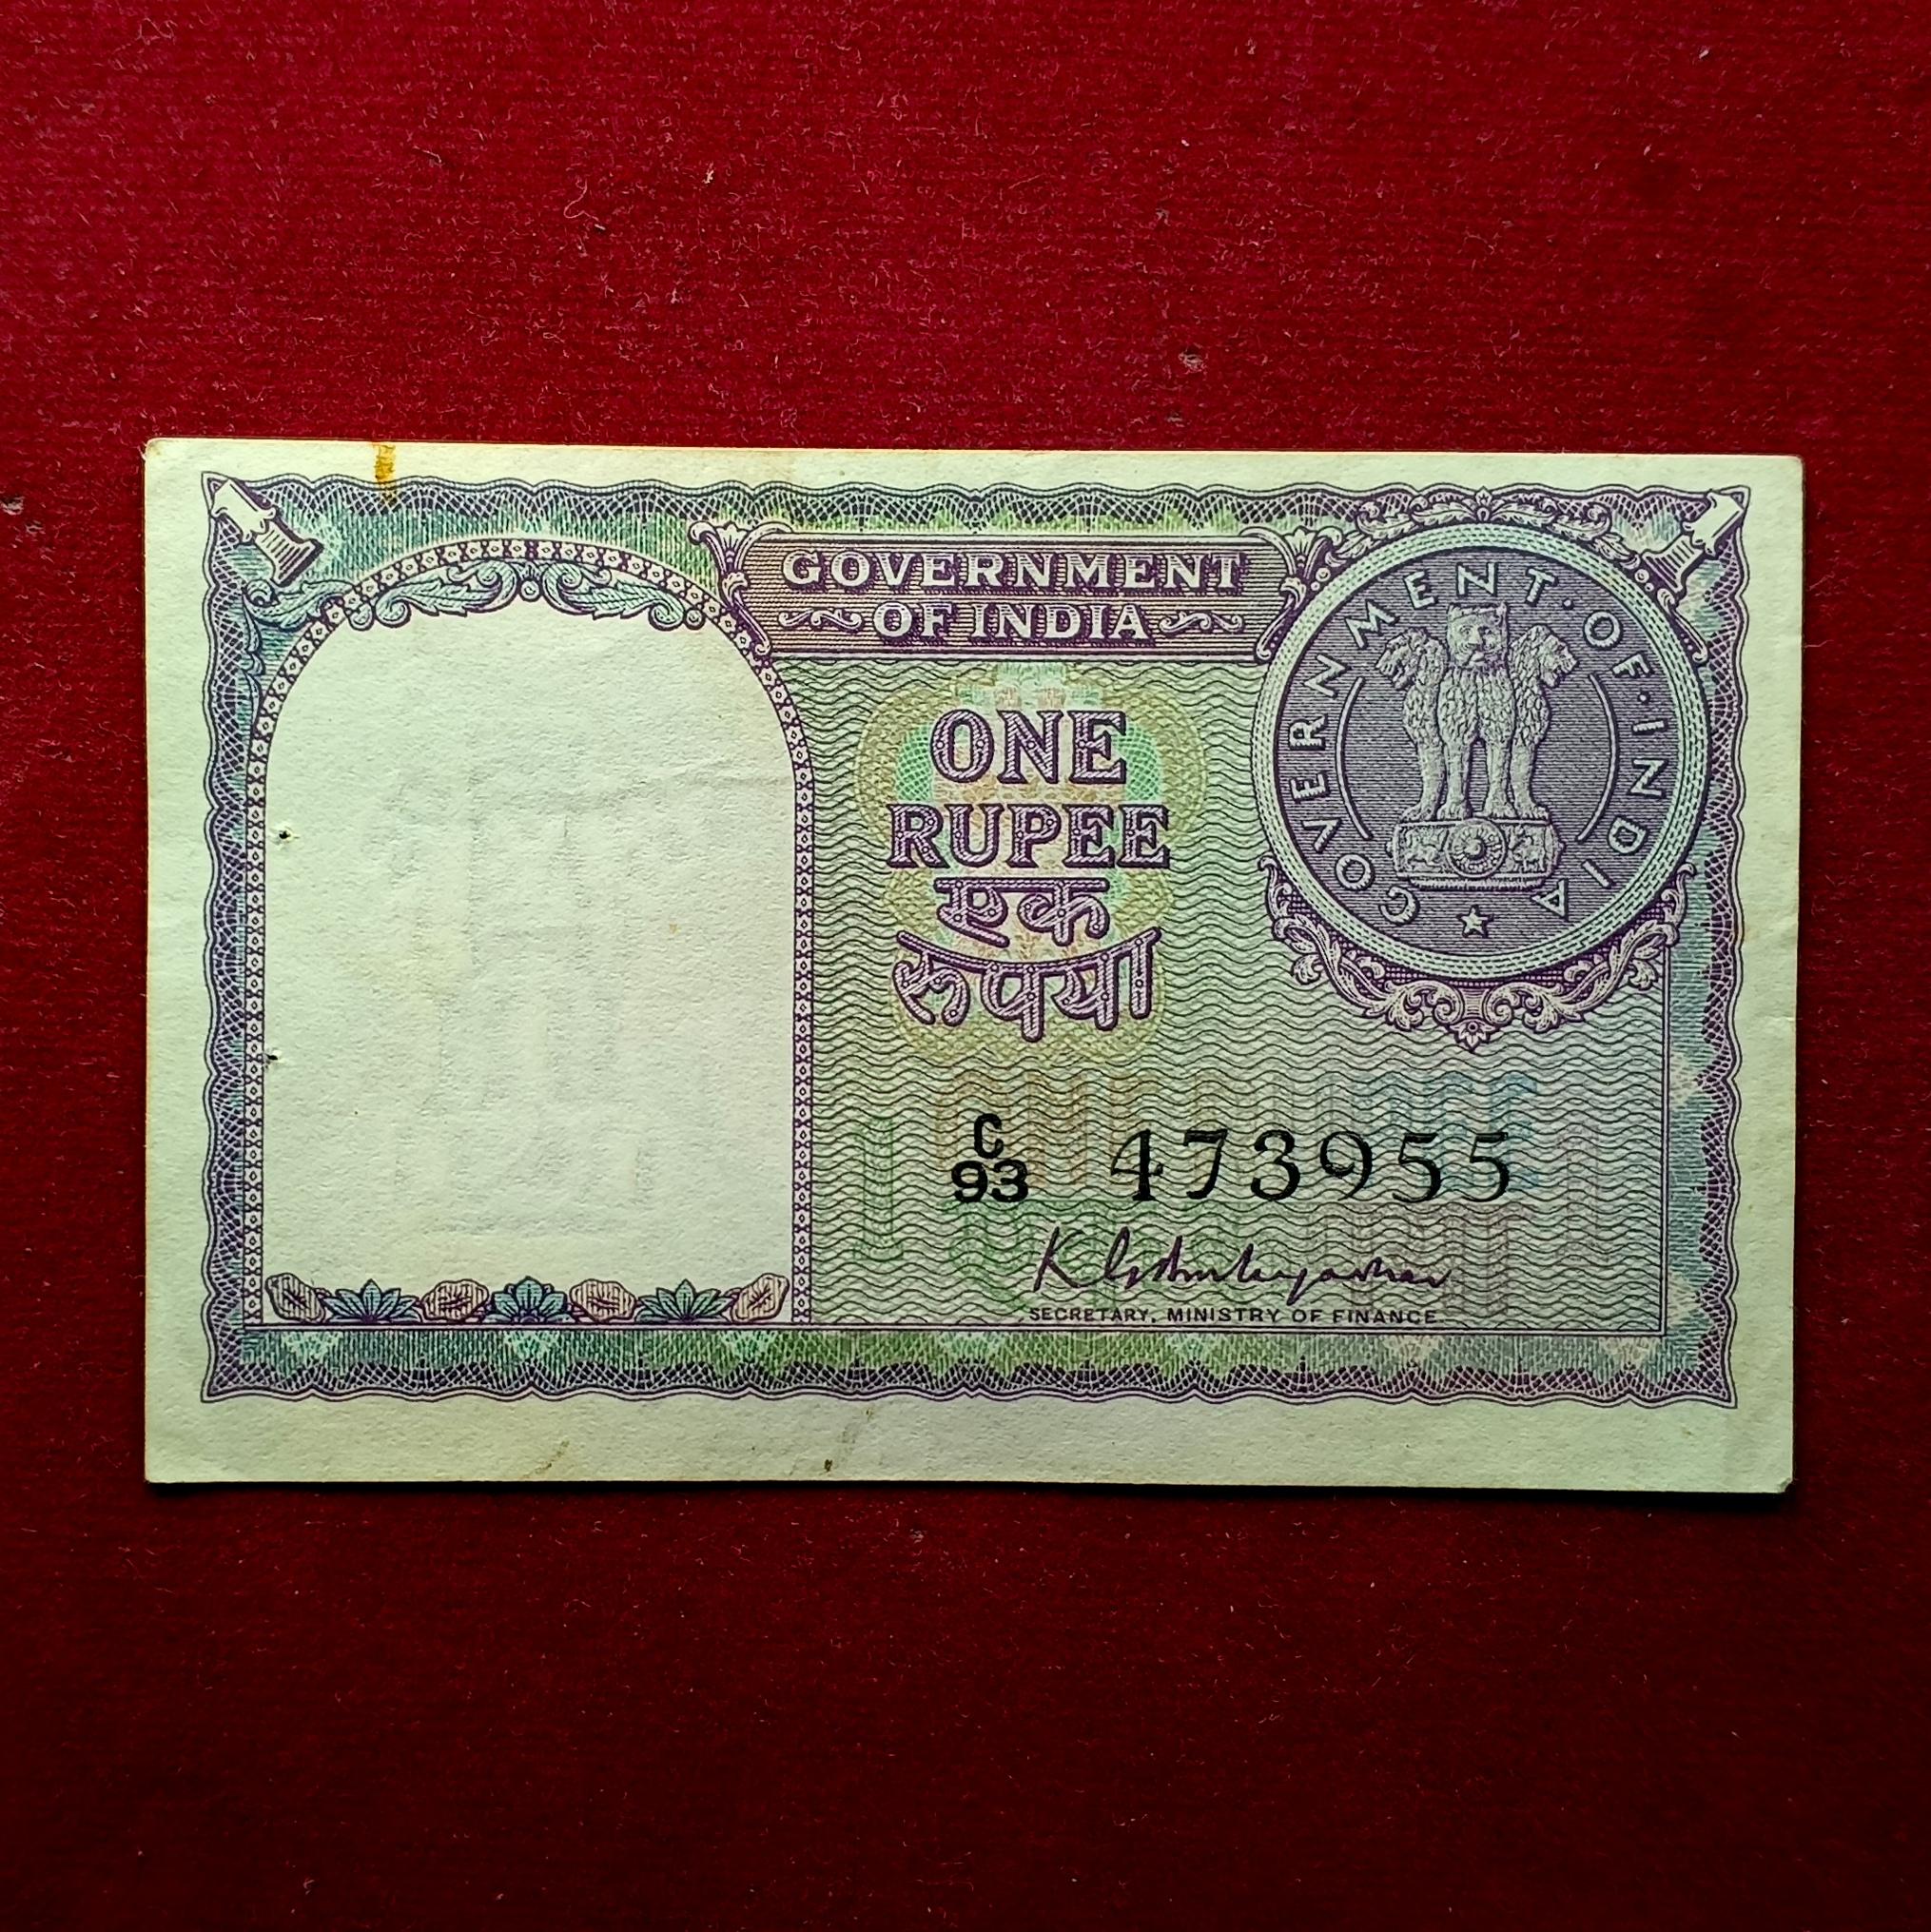 GOVERNMENT
OF INDIA
GOVERNMENT · OF · INDIA
ONE
RUPEE
एक
रुपया
C
93 473955
SECRETARY, MINISTRY OF FINANCE